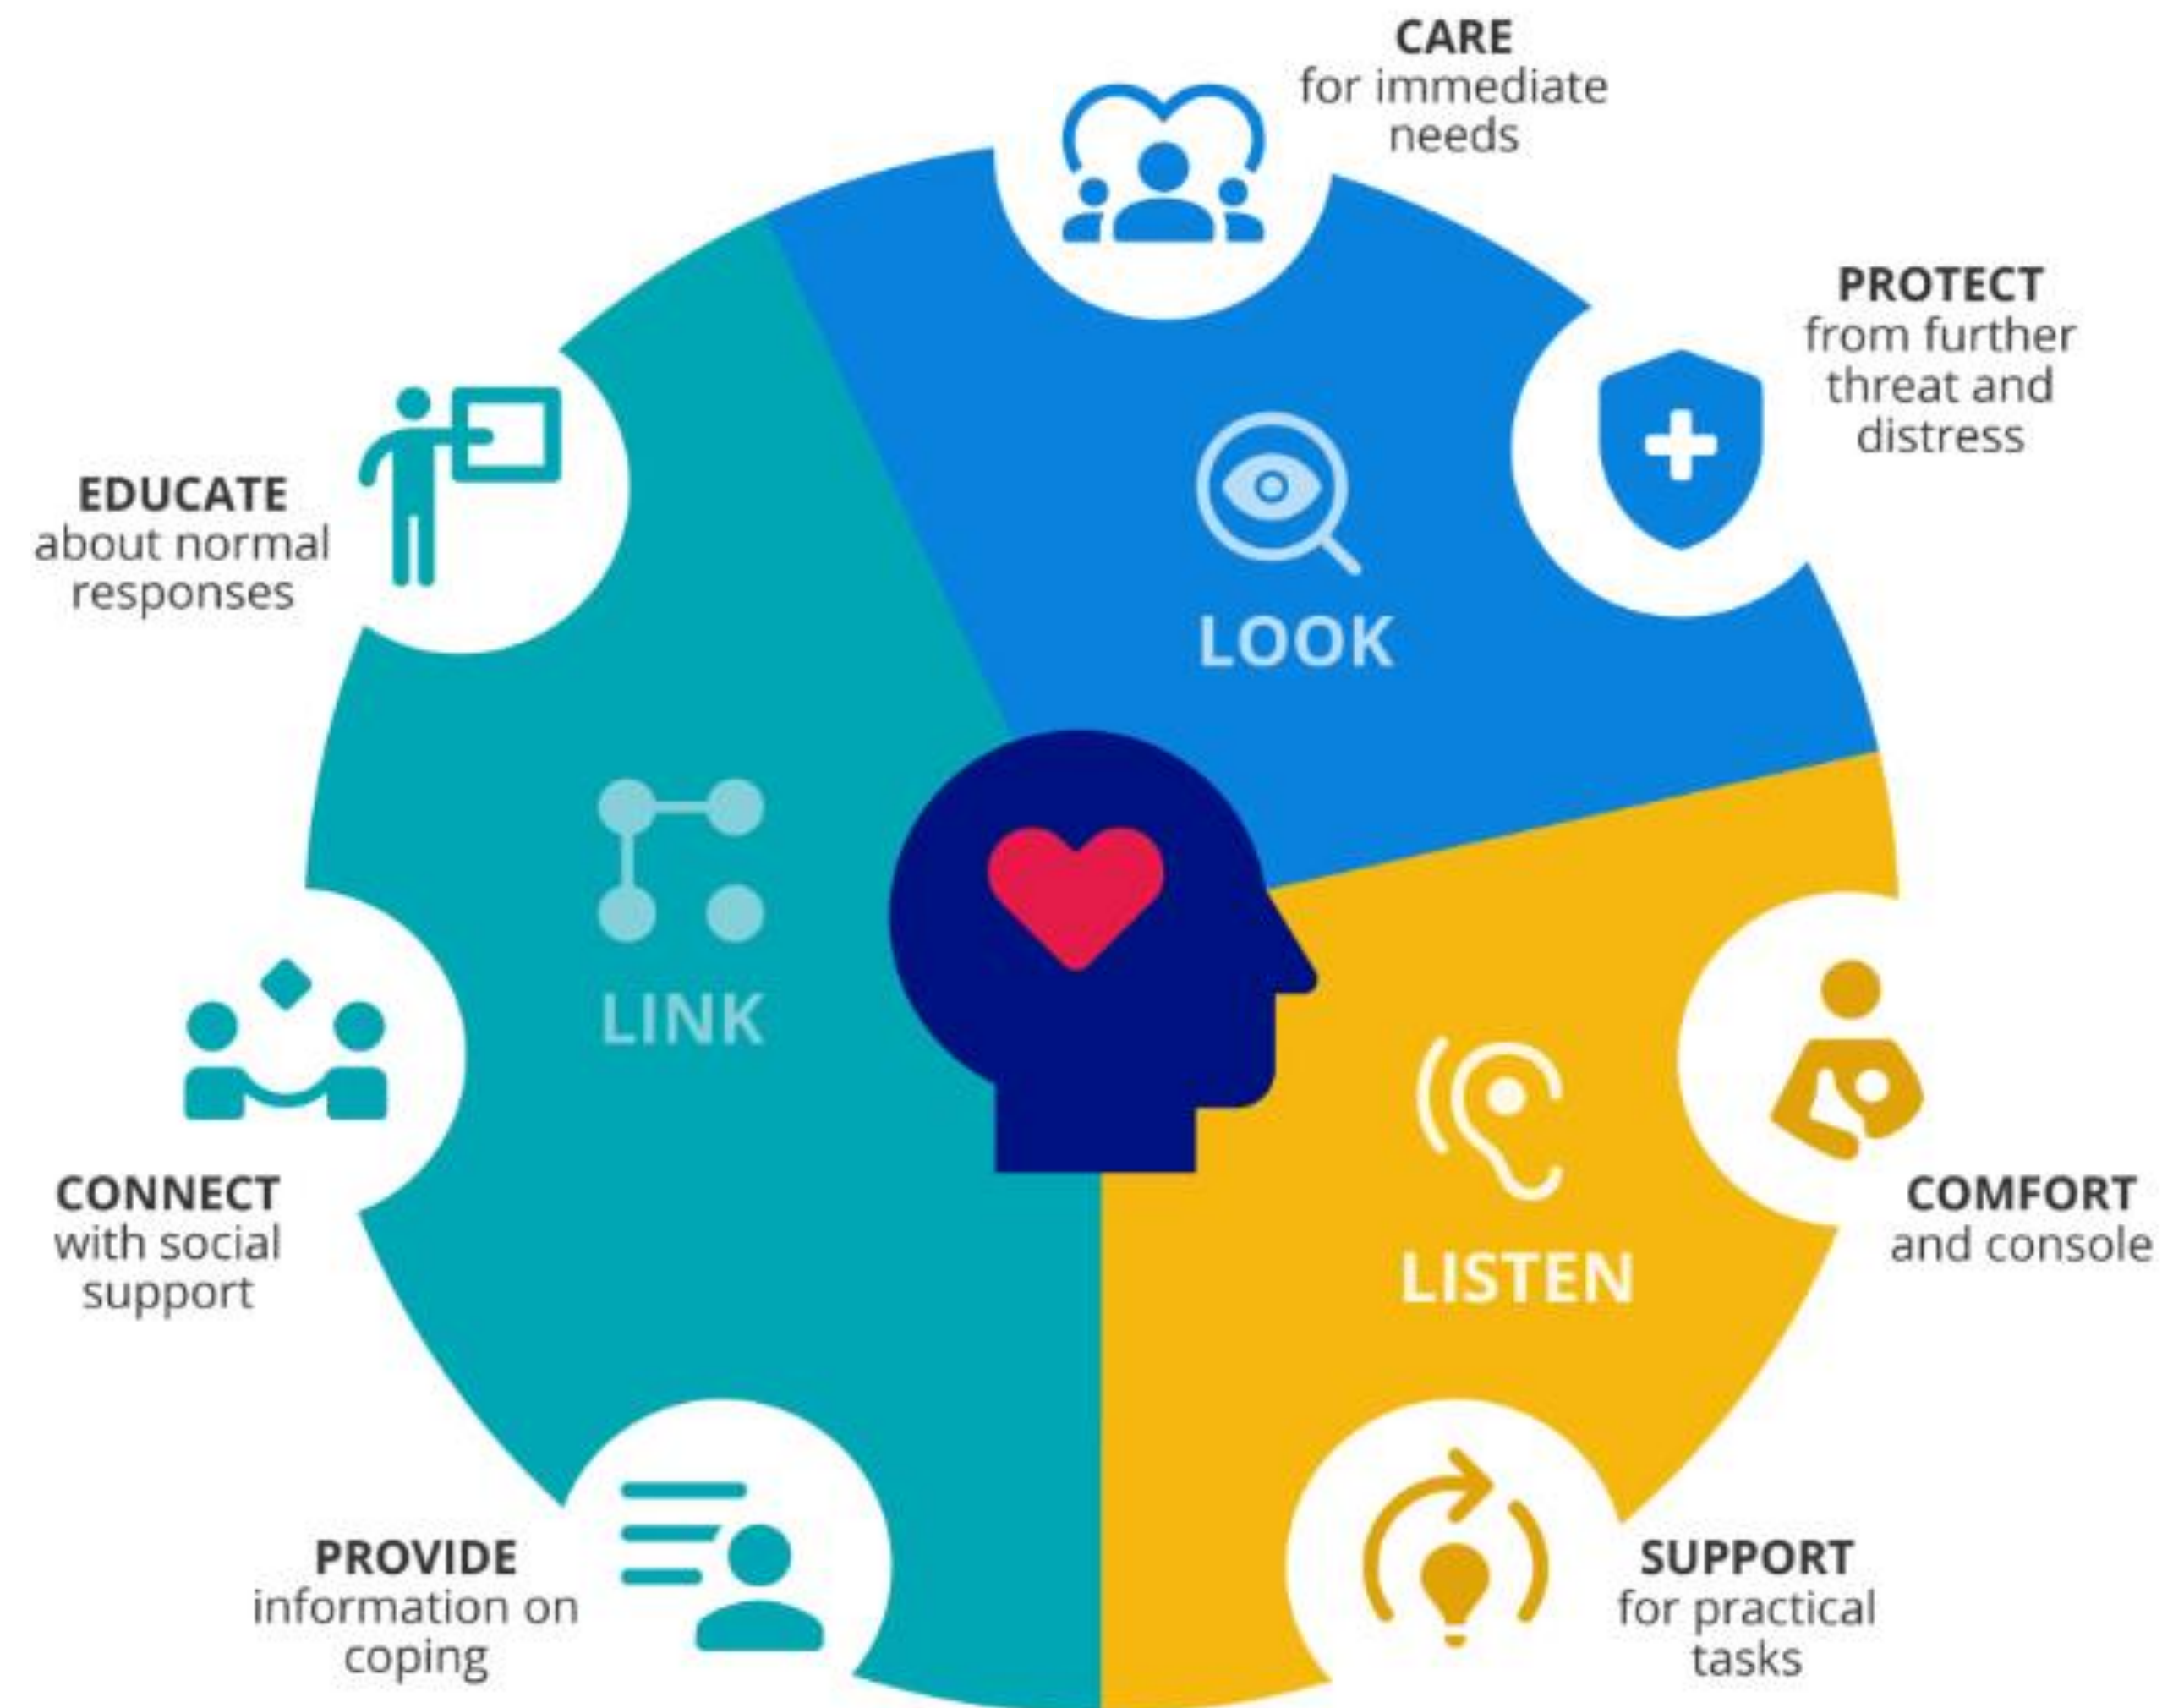 CARE
for immediate
needs
PROTECT
from further
threat and
distress
LOOK
EDUCATE
about normal
responses
LINK
CONNECT
with social
support
COMFORT
and console
LISTEN
PROVIDE
information on
coping
SUPPORT
for practical
tasks